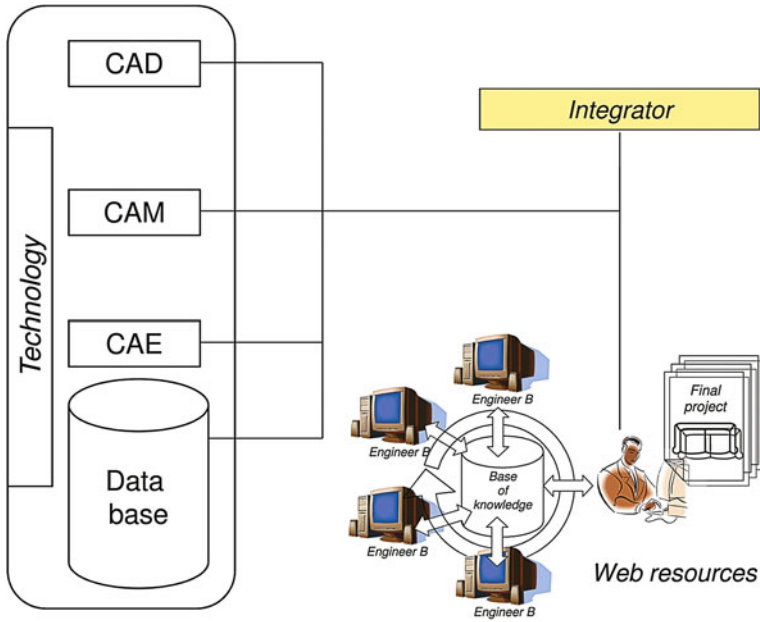 CAD
Integrator
CAM
Technology
CAE
Engineer B
Final
project
Engineer B
Data
base
Base
of
knowledge
Engineer B
Web resources
Engineer B